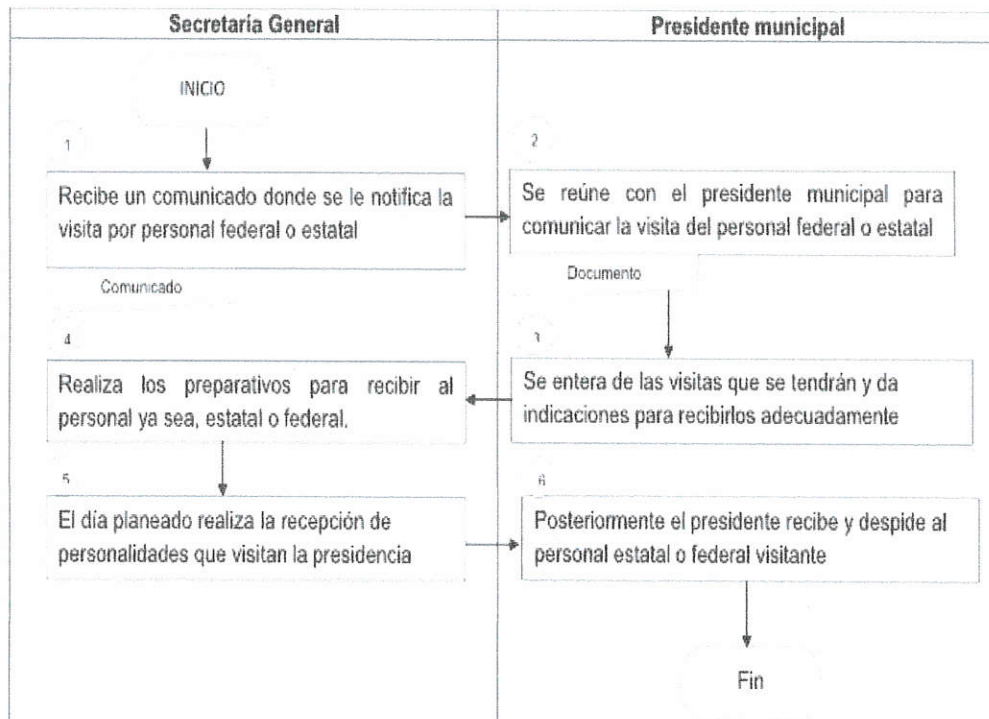 Secretaría General
Presidente municipal
INICIO
1
Recibe un comunicado donde se le notifica la
visita por personal federal o estatal
Comunicado
2
Se reúne con el presidente municipal para
comunicar la visita del personal federal o estatal
Documento
3
Se entera de las visitas que se tendrán y da
indicaciones para recibirlos adecuadamente
4
Realiza los preparativos para recibir al
personal ya sea, estatal o federal.
5
El día planeado realiza la recepción de
personalidades que visitan la presidencia
6
Posteriormente el presidente recibe y despide al
personal estatal o federal visitante
Fin